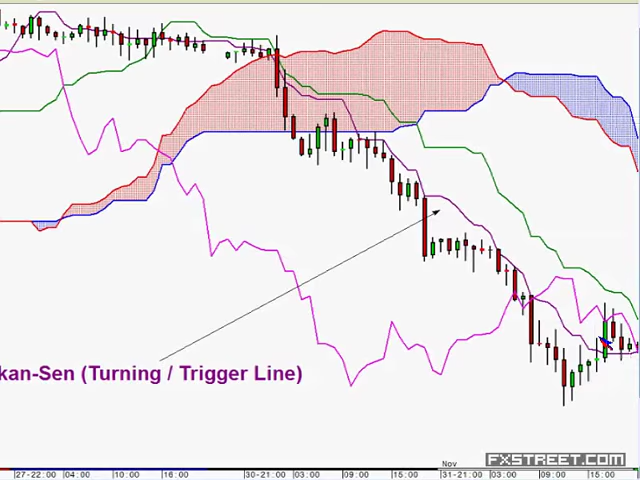 kan-Sen (Turning / Trigger Line)
Nov
27-22:00 04:00 10:00 16:00 30-21:00 03:00 09:00 15:00 31-21:00 03:00 09:00 15:00
FXSTREET.COM